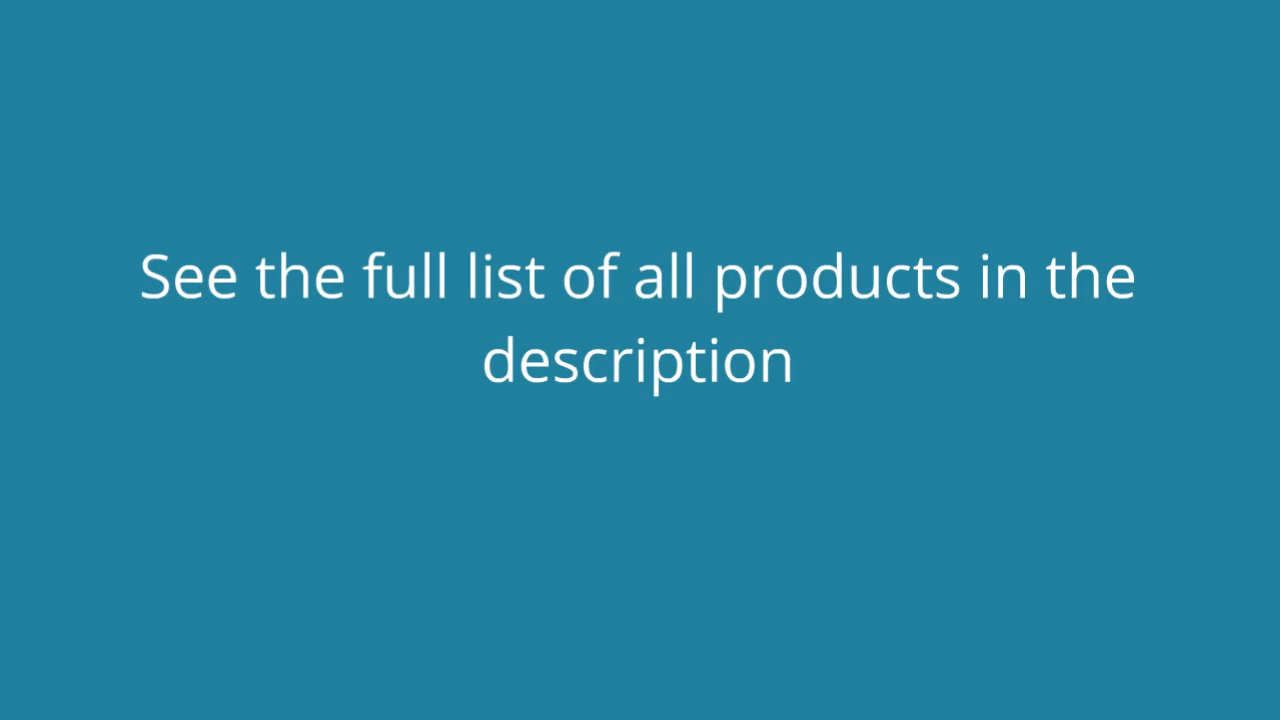 See the full list of all products in the
description